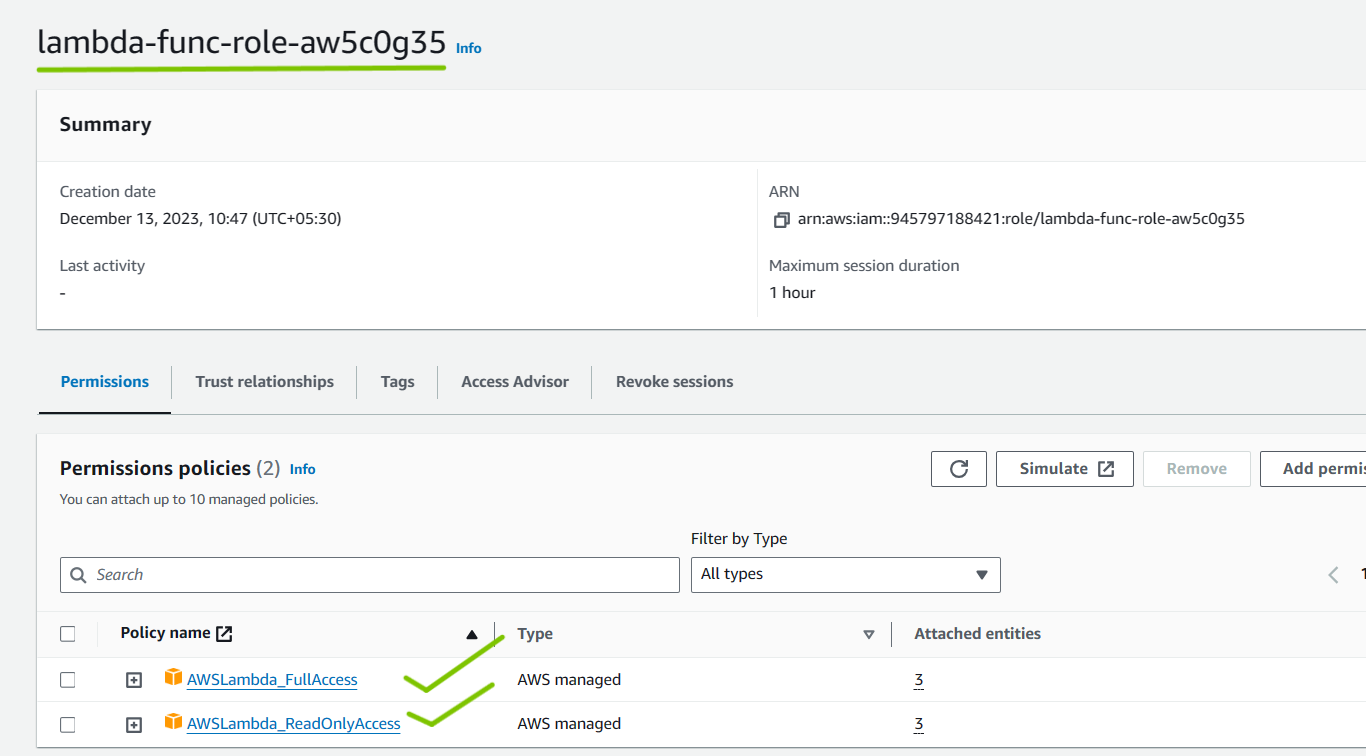 lambda-func-role-aw5c0g35 Info
Summary
Creation date
December 13, 2023, 10:47 (UTC+05:30)
ARN
arn:aws:iam::945797188421:role/lambda-func-role-aw5c0g35
Last activity
-
Maximum session duration
1 hour
Permissions Trust relationships Tags Access Advisor Revoke sessions
Permissions policies (2) Info
You can attach up to 10 managed policies.
Simulate Remove Add permis
Filter by Type
Search All types 1
Policy name Type Attached entities
AWSLambda_FullAccess AWS managed 3
AWSLambda_ReadOnlyAccess AWS managed 3